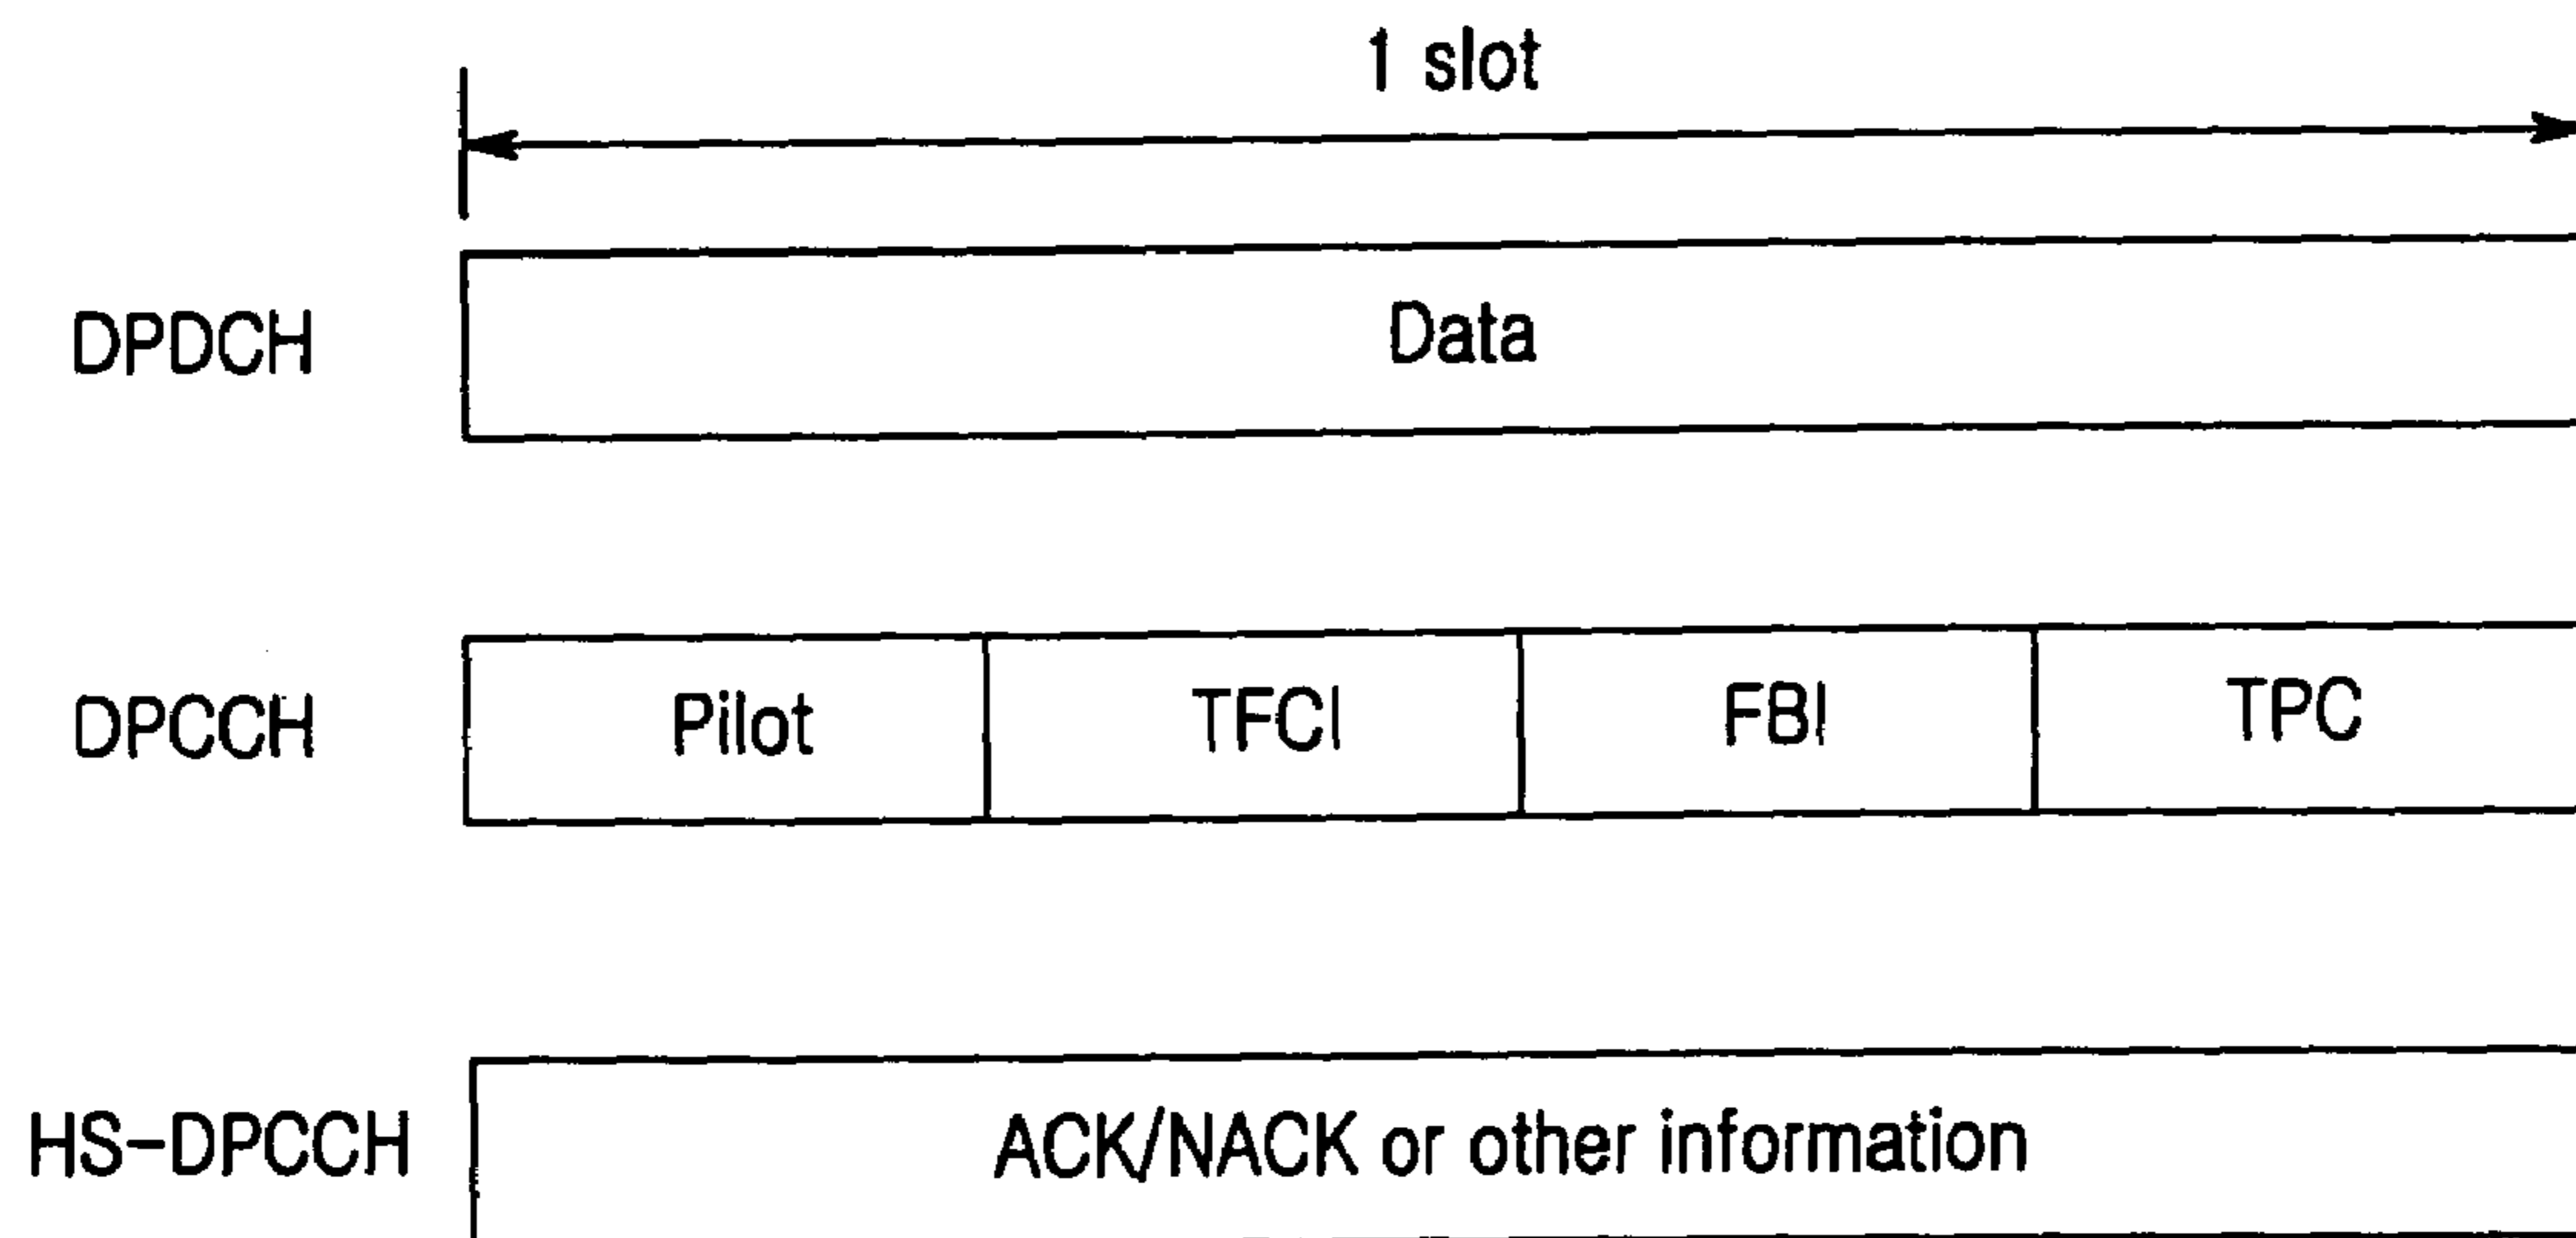 1 slot
DPDCH Data
DPCCH Pilot TFCI FBI TPC
HS-DPCCH ACK/NACK or other information